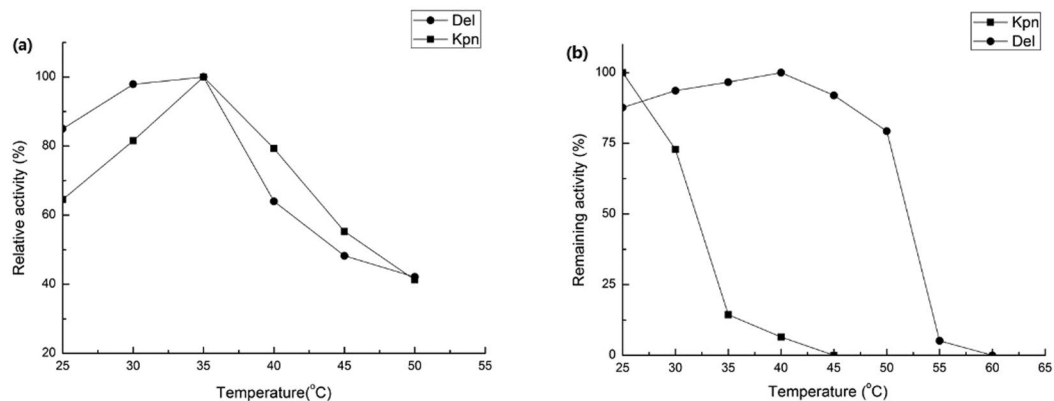 (a)
Del
Kpn
Relative activity (%)
100
80
60
40
20
25 30 35 40 45 50 55
Temperature(°C)
(b)
Kpn
Del
Remaining activity (%)
100
75
50
25
0
25 30 35 40 45 50 55 60 65
Temperature (°C)